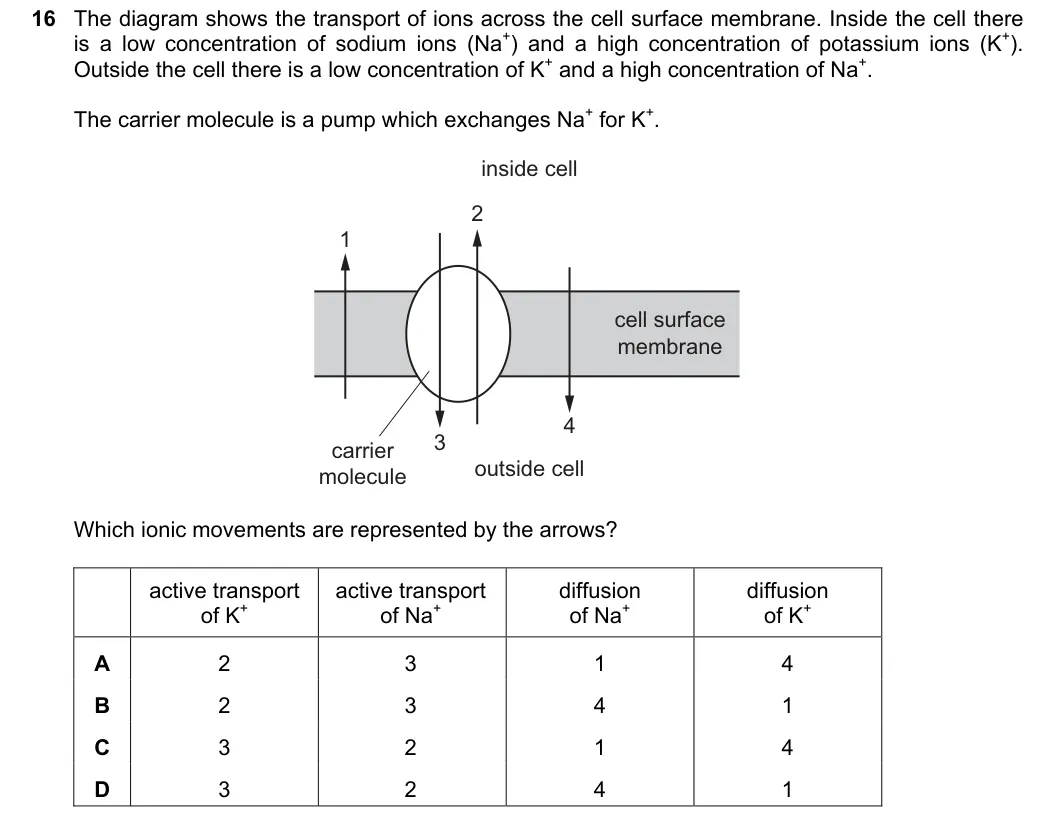 16 The diagram shows the transport of ions across the cell surface membrane. Inside the cell there
is a low concentration of sodium ions (Na⁺) and a high concentration of potassium ions (K⁺).
Outside the cell there is a low concentration of K⁺ and a high concentration of Na⁺.
The carrier molecule is a pump which exchanges Na⁺ for K⁺.
inside cell
2
1
cell surface
membrane
4
3
carrier
molecule
outside cell
Which ionic movements are represented by the arrows?
active transport of K⁺ active transport of Na⁺ diffusion of Na⁺ diffusion of K⁺
A 2 3 1 4
B 2 3 4 1
C 3 2 1 4
D 3 2 4 1